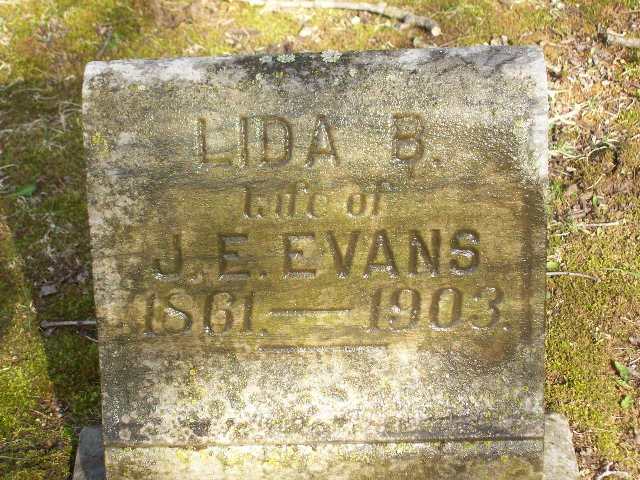 LIDA B.
Wife of
J. E. EVANS
1861. — 1903.